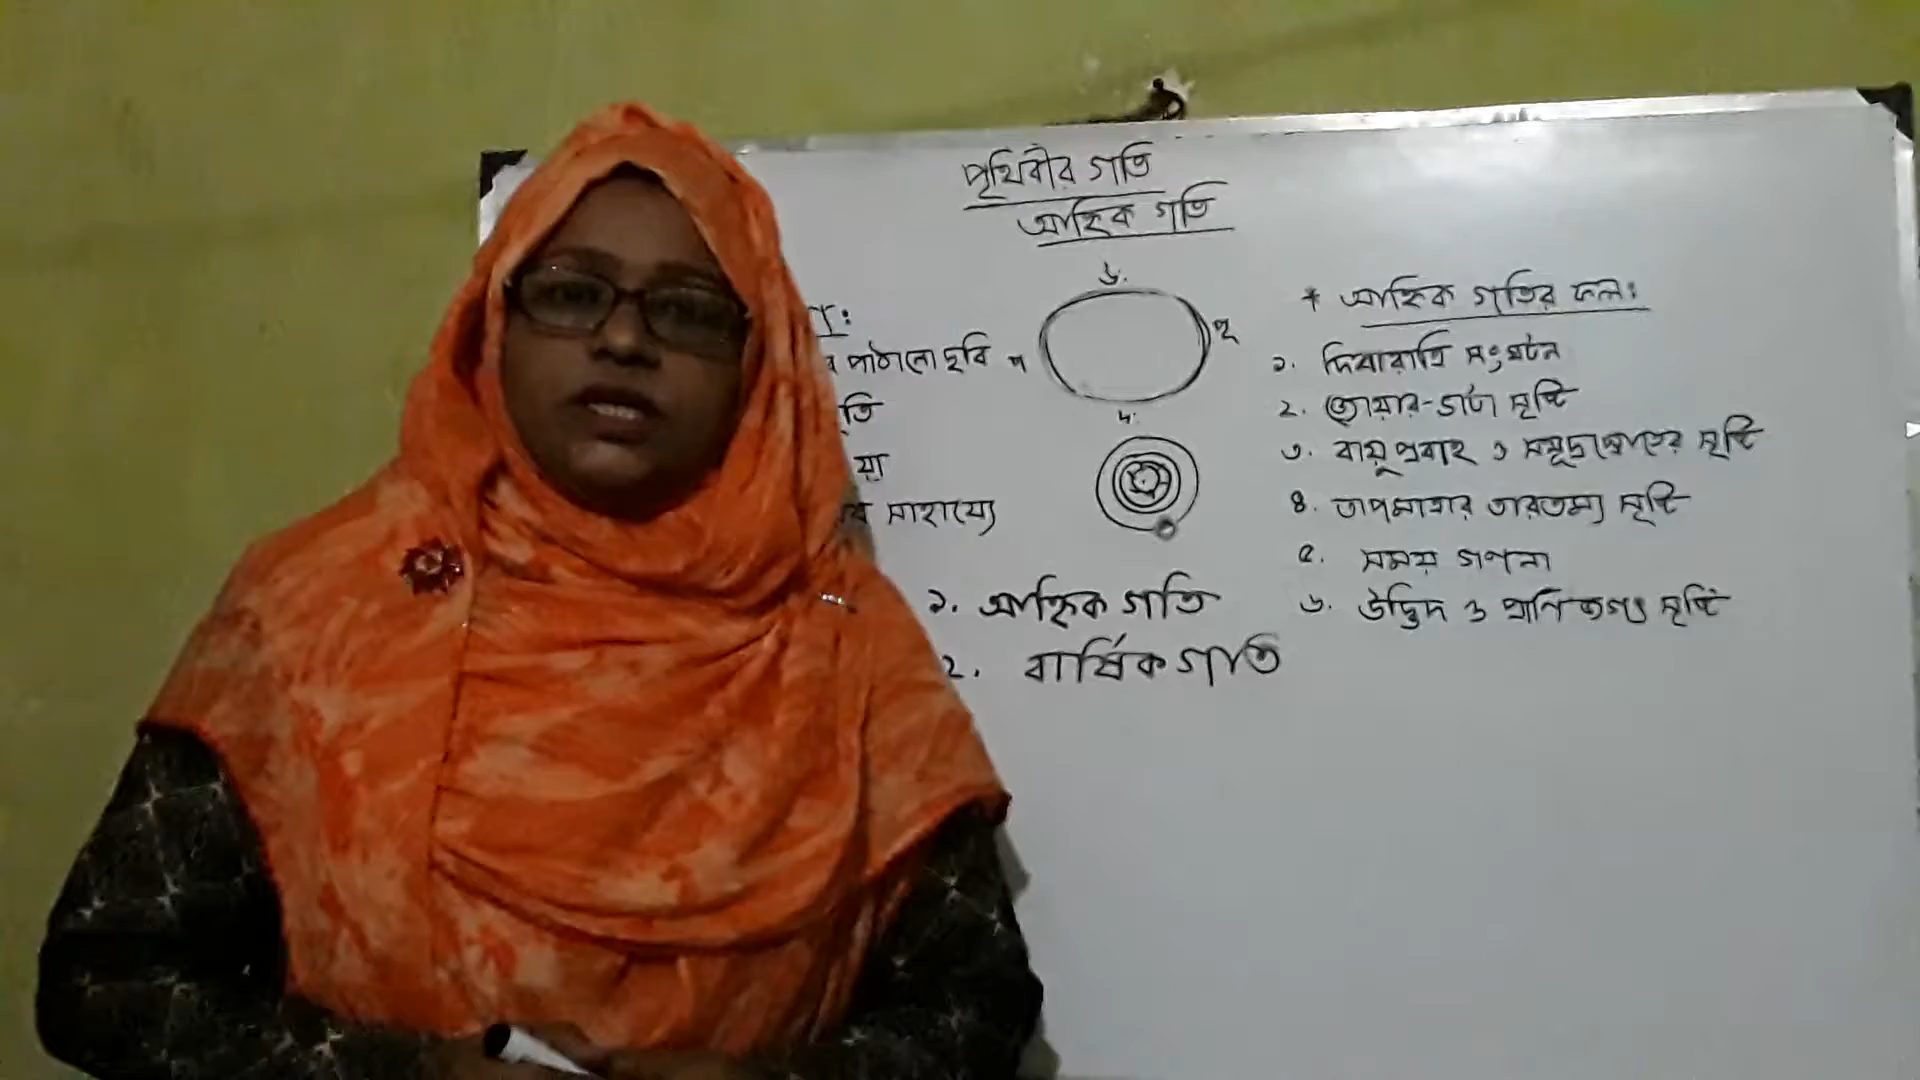 পৃথিবীর গতি
আহ্নিক গতি
পাঠানো ছবি
সাহায্যে
উ.
প
পূ
দ.
১. আহ্নিক গতি
২. বার্ষিক গতি
* আহ্নিক গতির ফলঃ
১. দিবারাত্রি সংঘটন
২. জোয়ার-ভাটা সৃষ্টি
৩. বায়ুপ্রবাহ ও সমুদ্রস্রোতের সৃষ্টি
৪. তাপমাত্রার তারতম্য সৃষ্টি
৫. সময় গণনা
৬. উদ্ভিদ ও প্রাণিজগৎ সৃষ্টি